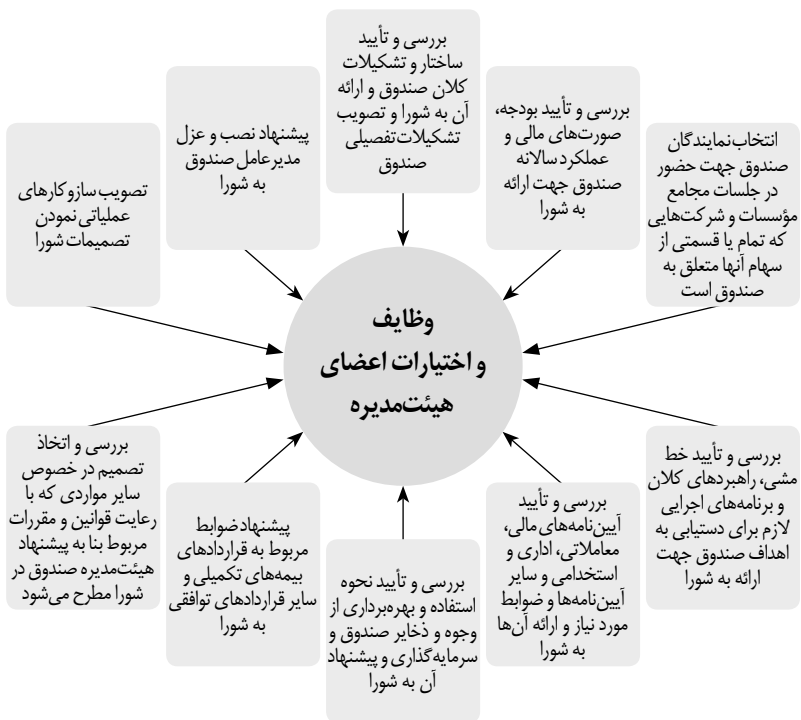 بررسی و تأیید
ساختار و تشکیلات
کلان صندوق و ارائه
آن به شورا و تصویب
تشکیلات‌تفصیلی
صندوق
بررسی و تأیید بودجه،
صورت‌های مالی و
عملکرد سالانه
صندوق جهت ارائه
به شورا
انتخاب‌نمایندگان
صندوق جهت حضور
در جلسات مجامع
مؤسسات و شرکت‌هایی
که تمام یا قسمتی از
سهام آنها متعلق به
صندوق است
پیشنهاد نصب و عزل
مدیرعامل صندوق
به شورا
تصویب سازوکارهای
عملیاتی‌نمودن
تصمیمات شورا
وظایف
و اختیارات اعضای
هیئت‌مدیره
بررسی و تأیید خط
مشی، راهبردهای کلان
و برنامه‌های اجرایی
لازم برای دستیابی به
اهداف صندوق جهت
ارائه به شورا
بررسی و تأیید
آیین‌نامه‌های مالی،
معاملاتی، اداری و
استخدامی و سایر
آیین‌نامه‌ها و ضوابط
مورد نیاز و ارائه آن‌ها
به شورا
بررسی و تأیید نحوه
استفاده و بهره‌برداری از
وجوه و ذخایر صندوق و
سرمایه‌گذاری و پیشنهاد
آن به شورا
پیشنهاد ضوابط
مربوط به قراردادهای
بیمه‌های تکمیلی و
سایر قراردادهای توافقی
به شورا
بررسی و اتخاذ
تصمیم در خصوص
سایر مواردی که با
رعایت قوانین و مقررات
مربوط بنا به پیشنهاد
هیئت‌مدیره صندوق در
شورا مطرح می‌شود